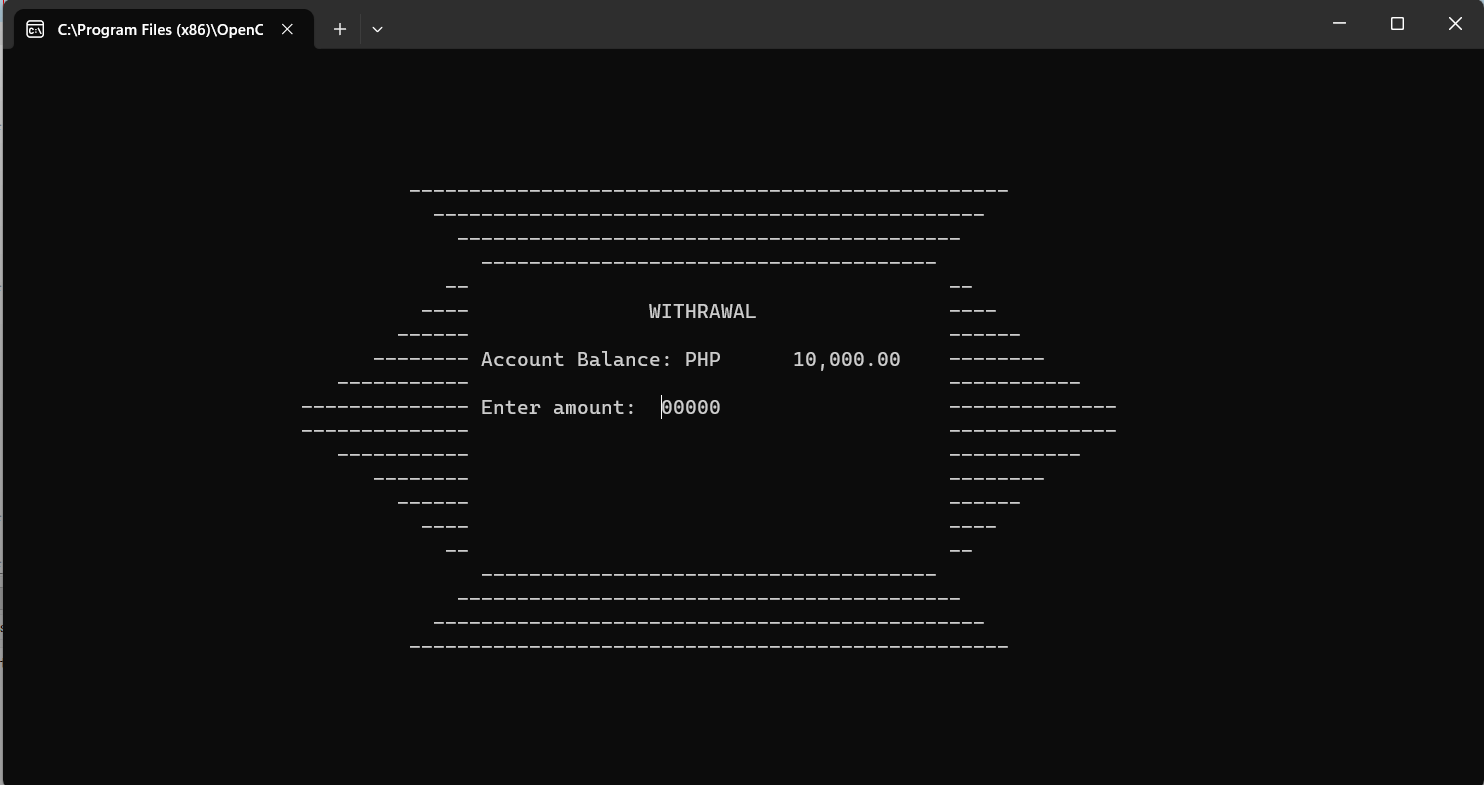 C:\Program Files (x86)\OpenC
WITHRAWAL
Account Balance: PHP 10,000.00
Enter amount: 00000